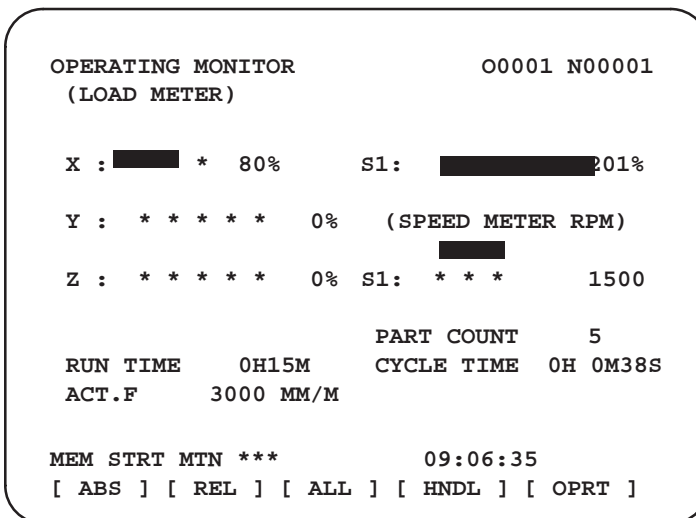 OPERATING MONITOR O0001 N00001
(LOAD METER)
X : * 80% S1: 201%
Y : * * * * * 0% (SPEED METER RPM)
Z : * * * * * 0% S1: * * * 1500
PART COUNT 5
RUN TIME 0H15M CYCLE TIME 0H 0M38S
ACT.F 3000 MM/M
MEM STRT MTN *** 09:06:35
[ ABS ] [ REL ] [ ALL ] [ HNDL ] [ OPRT ]